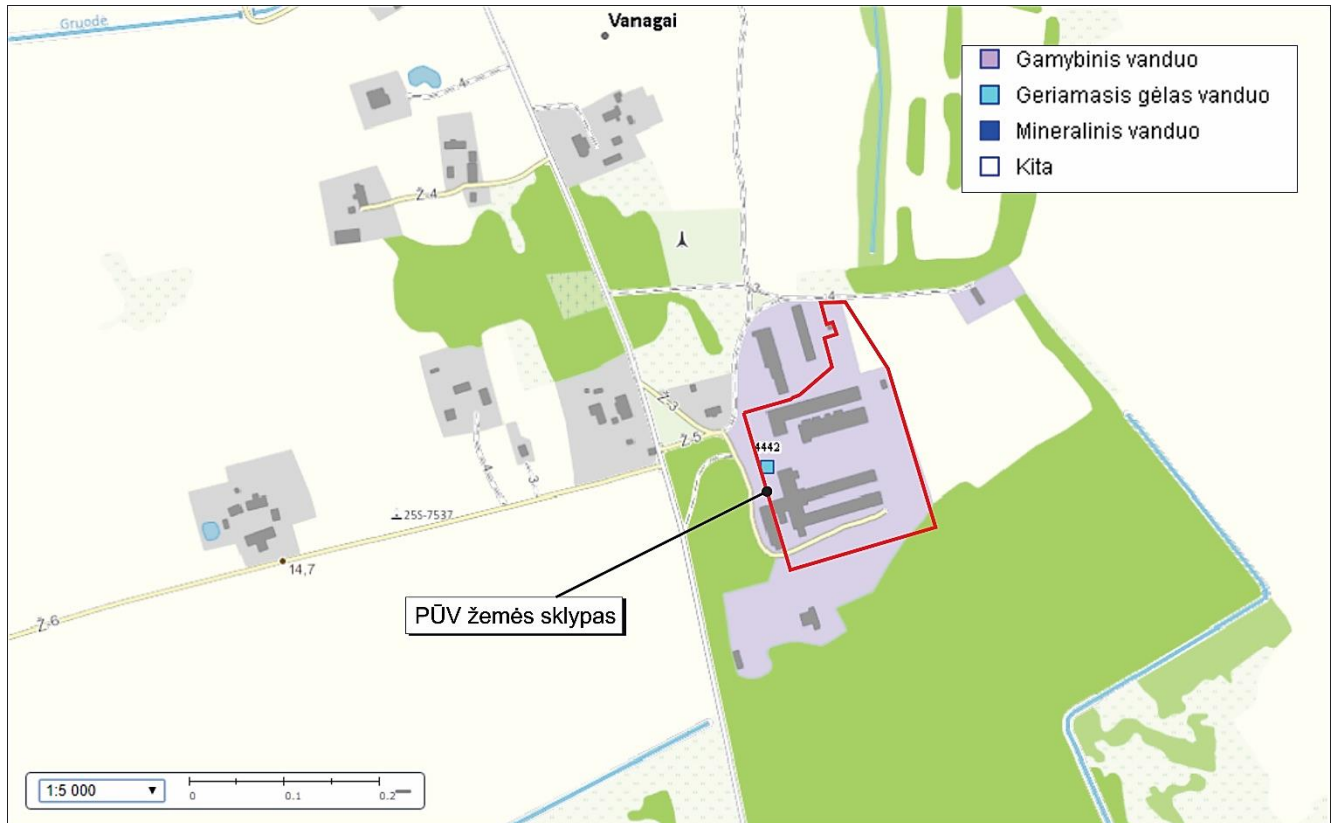 Gruode
Vanagai
Gamybinis vanduo
Geriamasis gėlas vanduo
Mineralinis vanduo
Kita
4
Ž-4
4
Ž-3
Ž-5
4442
4
3
255-7537
14,7
Ž-6
PŪV žemės sklypas
1:5 000
0 0.1 0.2